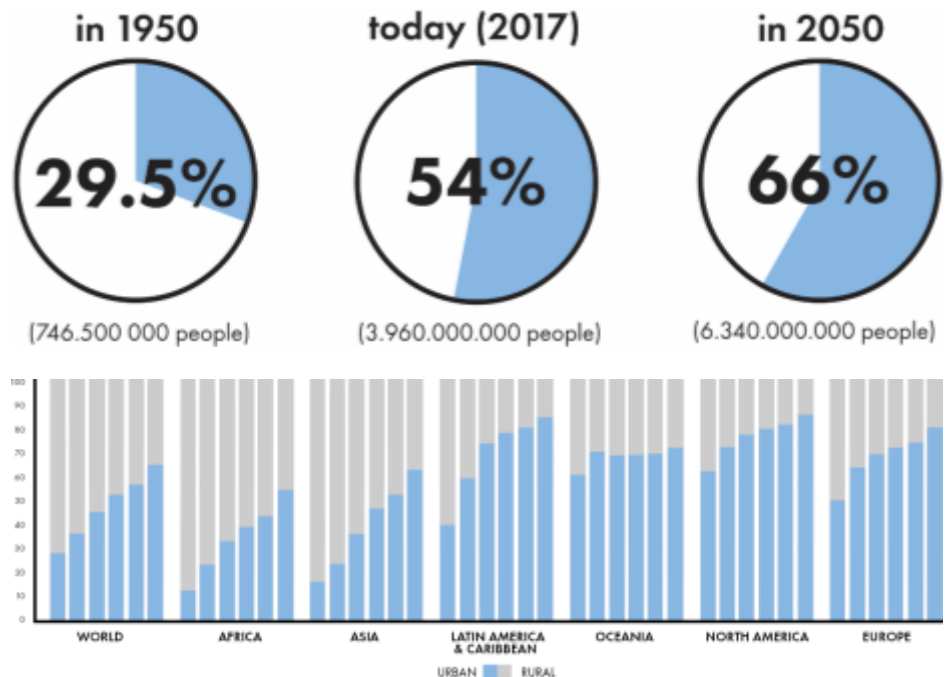 in 1950 today (2017) in 2050
29.5% 54% 66%
(746.500 000 people) (3.960.000.000 people) (6.340.000.000 people)
100
90
80
70
60
50
40
30
20
10
0
WORLD AFRICA ASIA LATIN AMERICA OCEANIA NORTH AMERICA EUROPE
& CARIBBEAN
URBAN RURAL